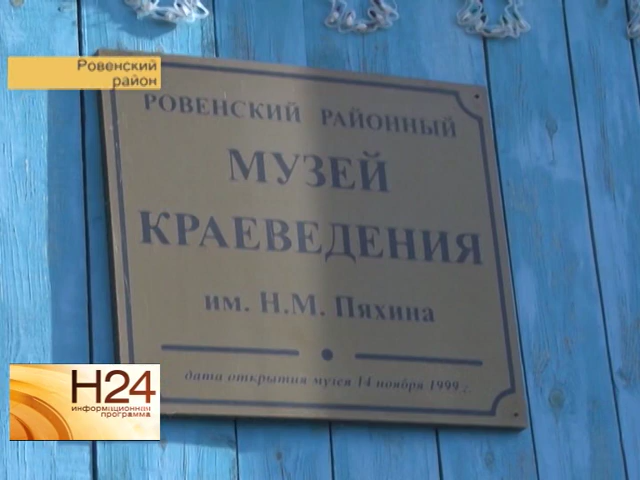 Ровенский
район
РОВЕНСКИЙ РАЙОННЫЙ
МУЗЕЙ
КРАЕВЕДЕНИЯ
им. Н.М. Пяхина
дата открытия музея 14 ноября 1999 г.
Н24
информационная
программа